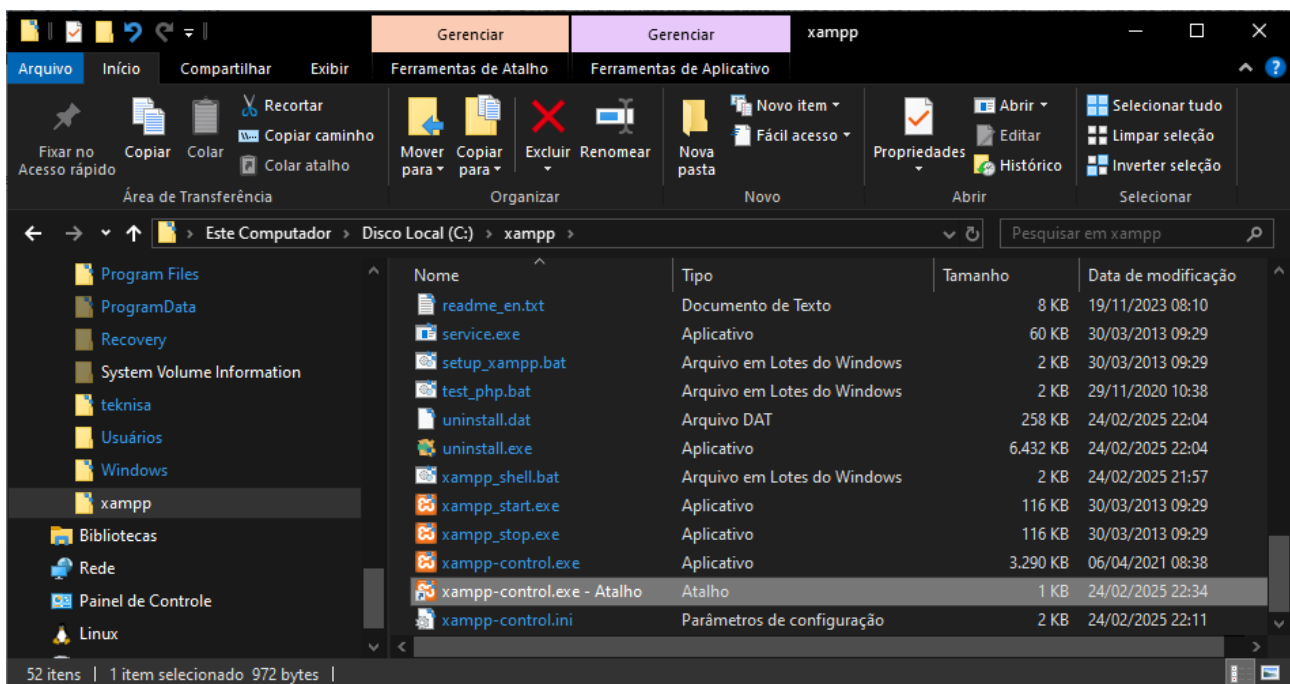 Gerenciar Gerenciar xampp
Arquivo Início Compartilhar Exibir Ferramentas de Atalho Ferramentas de Aplicativo
Fixar no
Acesso rápido
Copiar
Colar
Recortar
Copiar caminho
Colar atalho
Área de Transferência
Mover
para
Copiar
para
Excluir
Renomear
Organizar
Nova
pasta
Novo item
Fácil acesso
Novo
Propriedades
Abrir
Editar
Histórico
Abrir
Selecionar tudo
Limpar seleção
Inverter seleção
Selecionar
Este Computador > Disco Local (C:) > xampp >
Pesquisar em xampp
Program Files
ProgramData
Recovery
System Volume Information
teknisa
Usuários
Windows
xampp
Bibliotecas
Rede
Painel de Controle
Linux
Nome Tipo Tamanho Data de modificação
readme_en.txt Documento de Texto 8 KB 19/11/2023 08:10
service.exe Aplicativo 60 KB 30/03/2013 09:29
setup_xampp.bat Arquivo em Lotes do Windows 2 KB 30/03/2013 09:29
test_php.bat Arquivo em Lotes do Windows 2 KB 29/11/2020 10:38
uninstall.dat Arquivo DAT 258 KB 24/02/2025 22:04
uninstall.exe Aplicativo 6.432 KB 24/02/2025 22:04
xampp_shell.bat Arquivo em Lotes do Windows 2 KB 24/02/2025 21:57
xampp_start.exe Aplicativo 116 KB 30/03/2013 09:29
xampp_stop.exe Aplicativo 116 KB 30/03/2013 09:29
xampp-control.exe Aplicativo 3.290 KB 06/04/2021 08:38
xampp-control.exe - Atalho Atalho 1 KB 24/02/2025 22:34
xampp-control.ini Parâmetros de configuração 2 KB 24/02/2025 22:11
52 itens | 1 item selecionado 972 bytes |